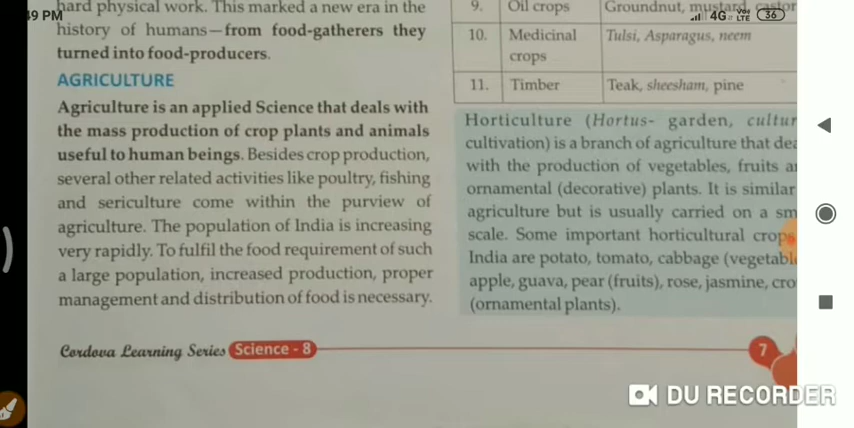 49 PM
4G
VoLTE
36
hard physical work. This marked a new era in the
history of humans—from food-gatherers they
turned into food-producers.
AGRICULTURE
Agriculture is an applied Science that deals with
the mass production of crop plants and animals
useful to human beings. Besides crop production,
several other related activities like poultry, fishing
and sericulture come within the purview of
agriculture. The population of India is increasing
very rapidly. To fulfil the food requirement of such
a large population, increased production, proper
management and distribution of food is necessary.
9. Oil crops Groundnut, mustard, castor
10. Medicinal Tulsi, Asparagus, neem
crops
11. Timber Teak, sheesham, pine
Horticulture (Hortus- garden, cultur
cultivation) is a branch of agriculture that dea
with the production of vegetables, fruits a
ornamental (decorative) plants. It is similar
agriculture but is usually carried on a sm
scale. Some important horticultural crops
India are potato, tomato, cabbage (vegetabl
apple, guava, pear (fruits), rose, jasmine, cro
(ornamental plants).
Cordova Learning Series Science - 8
7
DU RECORDER